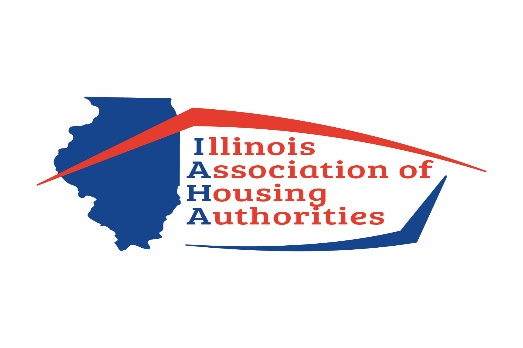 Illinois
Association of
Housing
Authorities